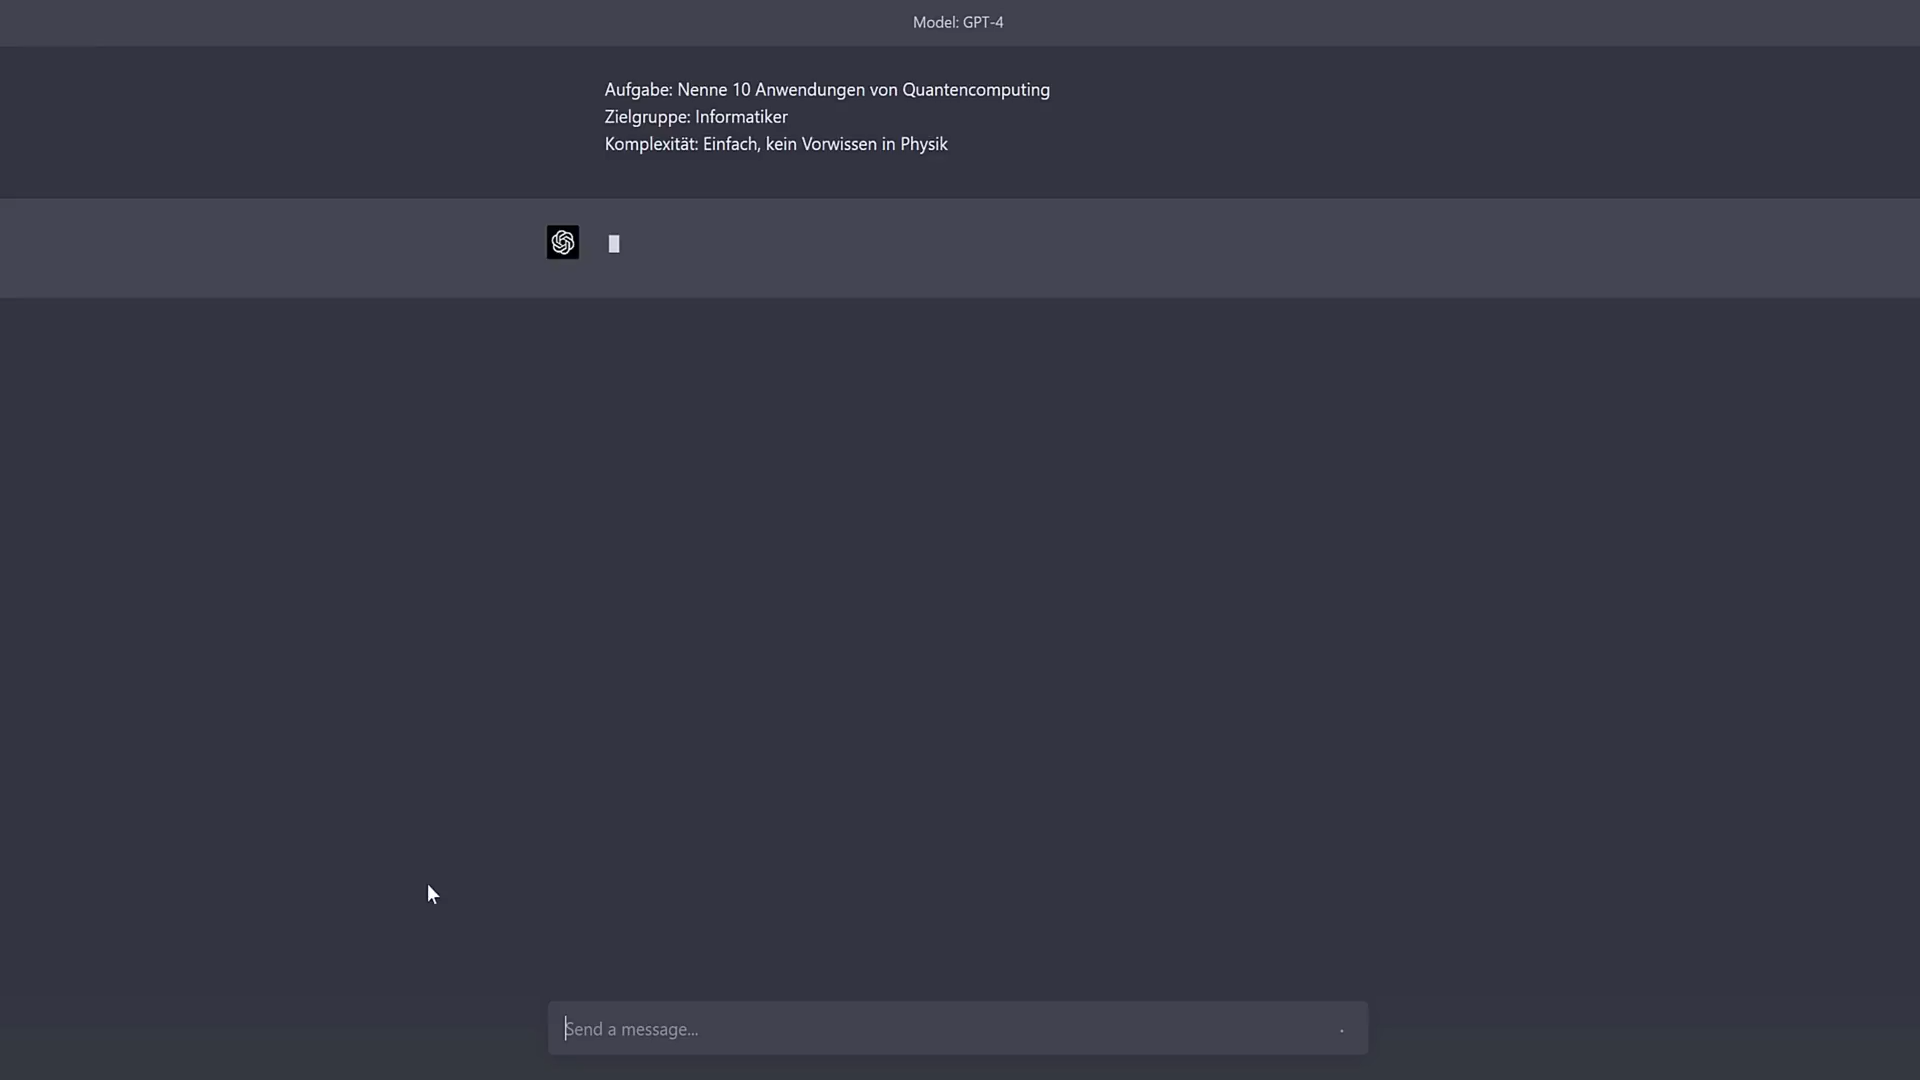 Model: GPT-4
Aufgabe: Nenne 10 Anwendungen von Quantencomputing
Zielgruppe: Informatiker
Komplexität: Einfach, kein Vorwissen in Physik
Send a message...